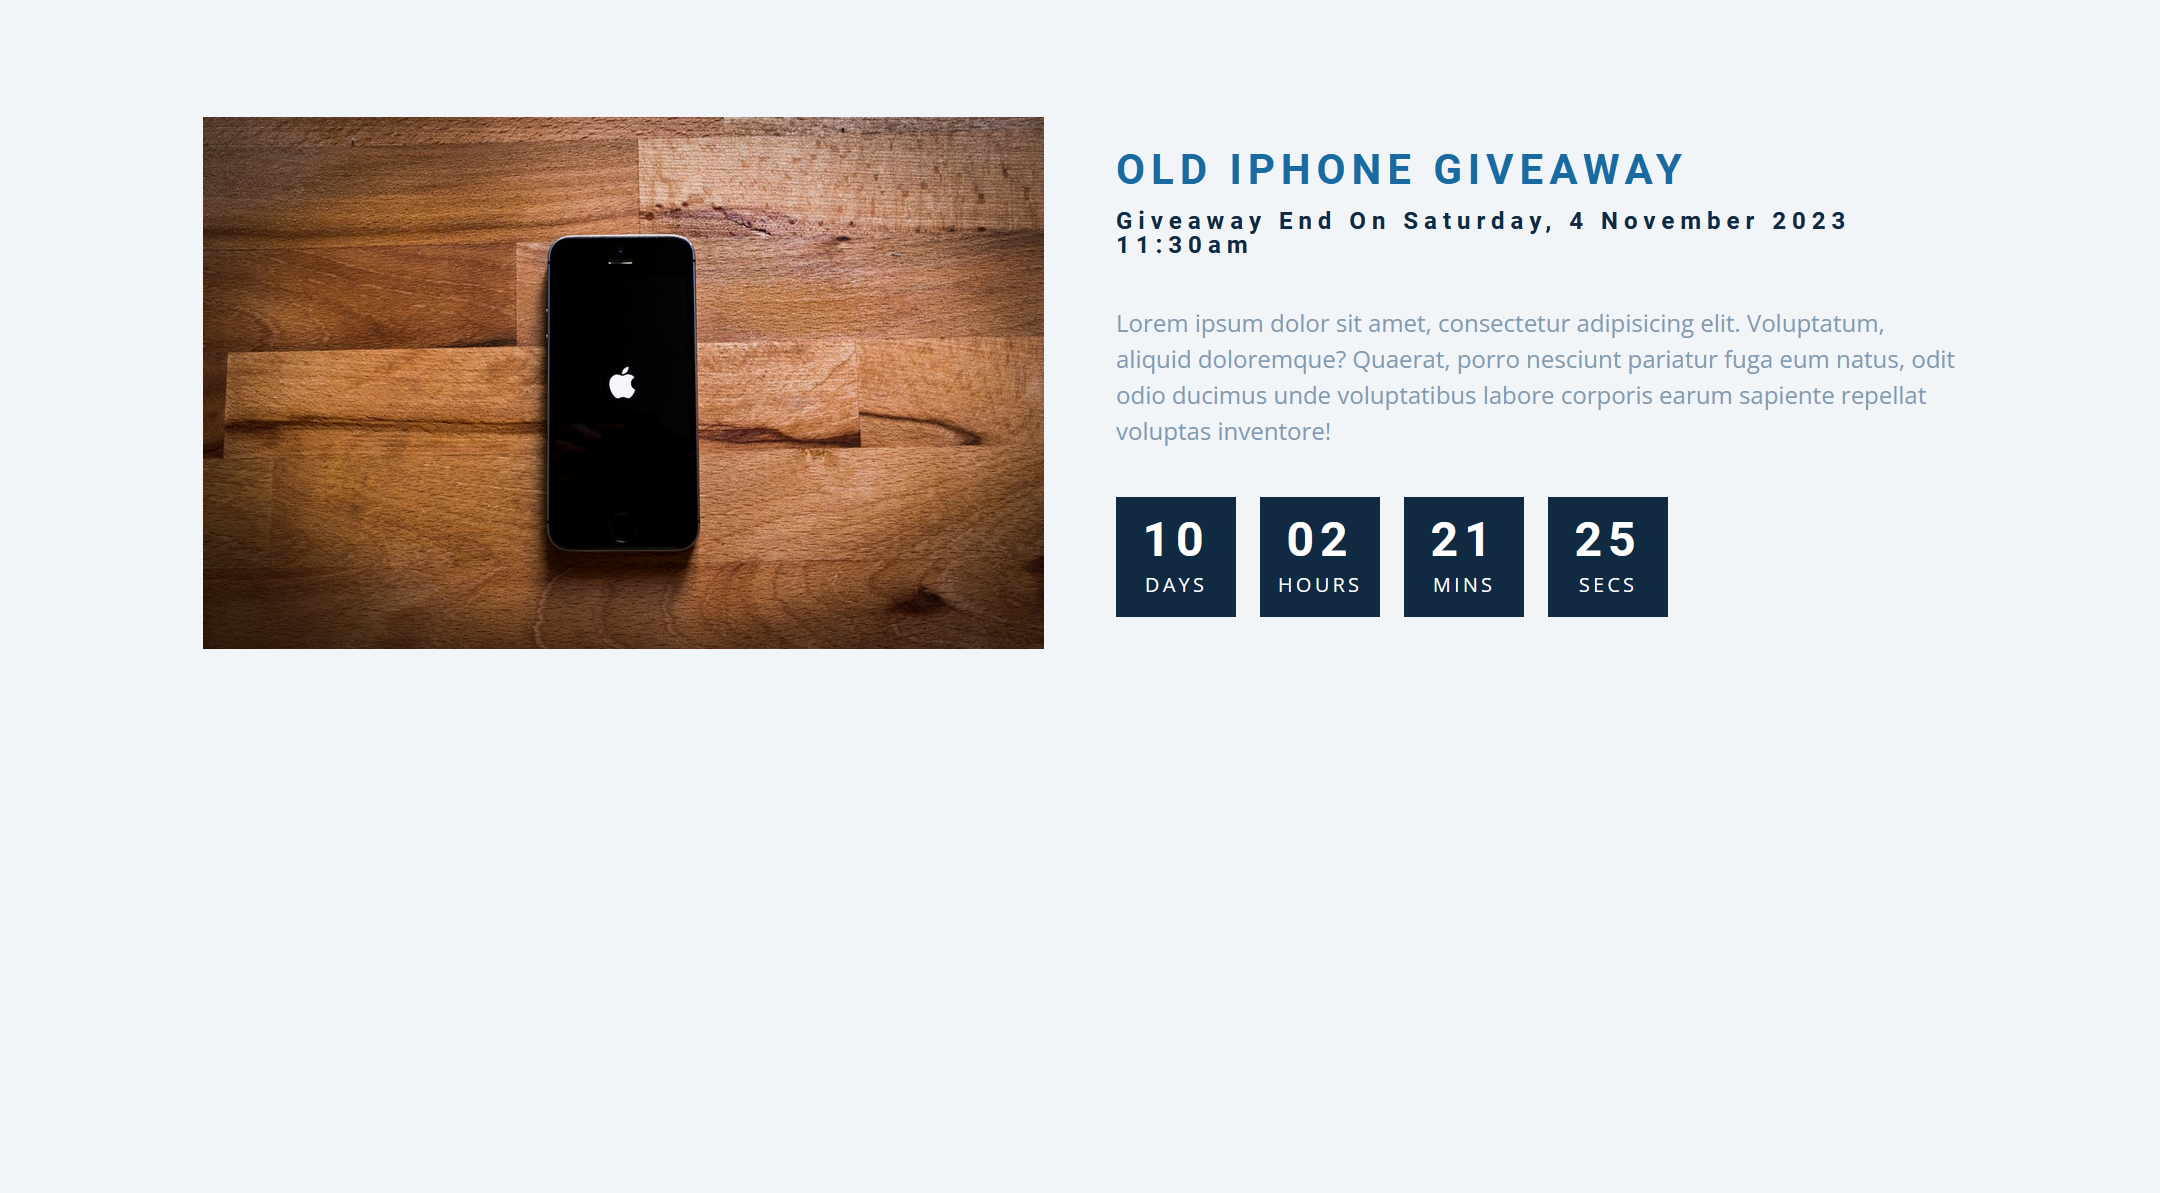 OLD IPHONE GIVEAWAY
Giveaway End On Saturday, 4 November 2023
11:30am
Lorem ipsum dolor sit amet, consectetur adipisicing elit. Voluptatum,
aliquid doloremque? Quaerat, porro nesciunt pariatur fuga eum natus, odit
odio ducimus unde voluptatibus labore corporis earum sapiente repellat
voluptas inventore!
10 02 21 25
DAYS HOURS MINS SECS